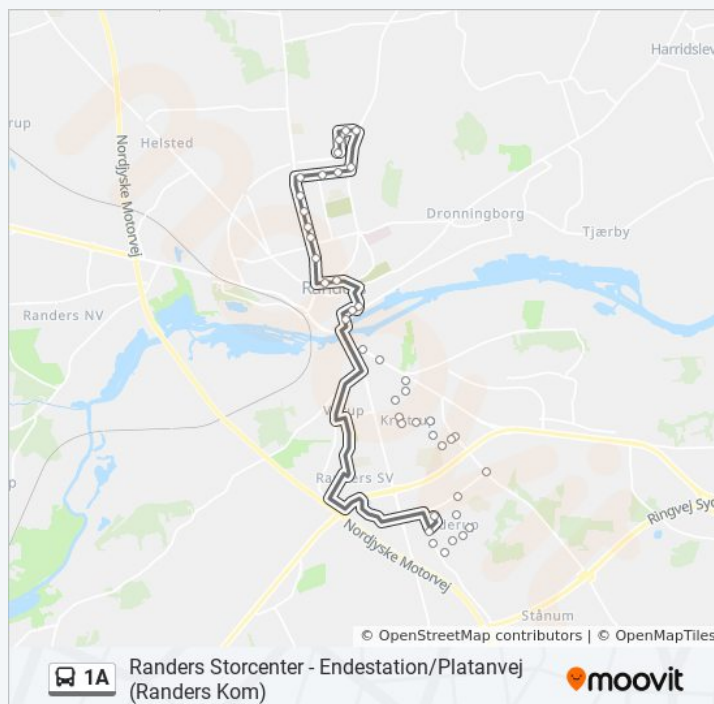 Harridslev
rup
Helsted
Nordjyske Motorvej
Dronningborg
Tjærby
Randers NV
Randers SV
Ringvej Syd
Nordjyske Motorvej
Stånum
© OpenStreetMap contributors | © OpenMapTiles
1A
Randers Storcenter - Endestation/Platanvej
(Randers Kom)
moovit